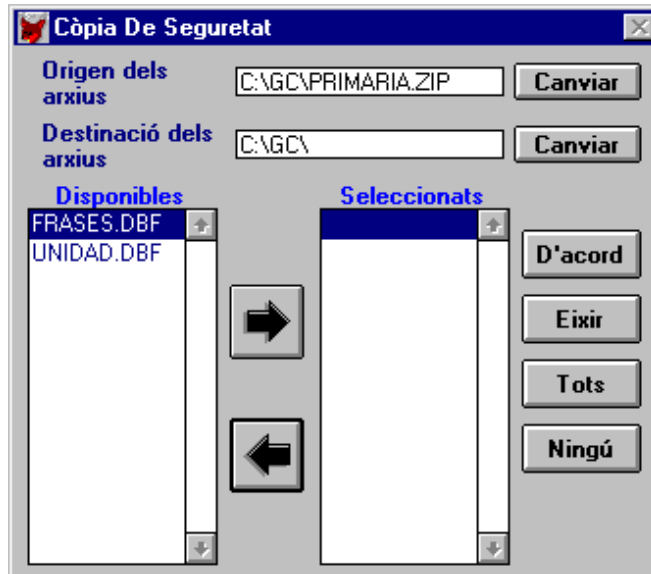 Còpia De Seguretat
Origen dels
arxius
C:\GC\PRIMARIA.ZIP
Canviar
Destinació dels
arxius
C:\GC\
Canviar
Disponibles
Seleccionats
FRASES.DBF
UNIDAD.DBF
D'acord
Eixir
Tots
Ningú